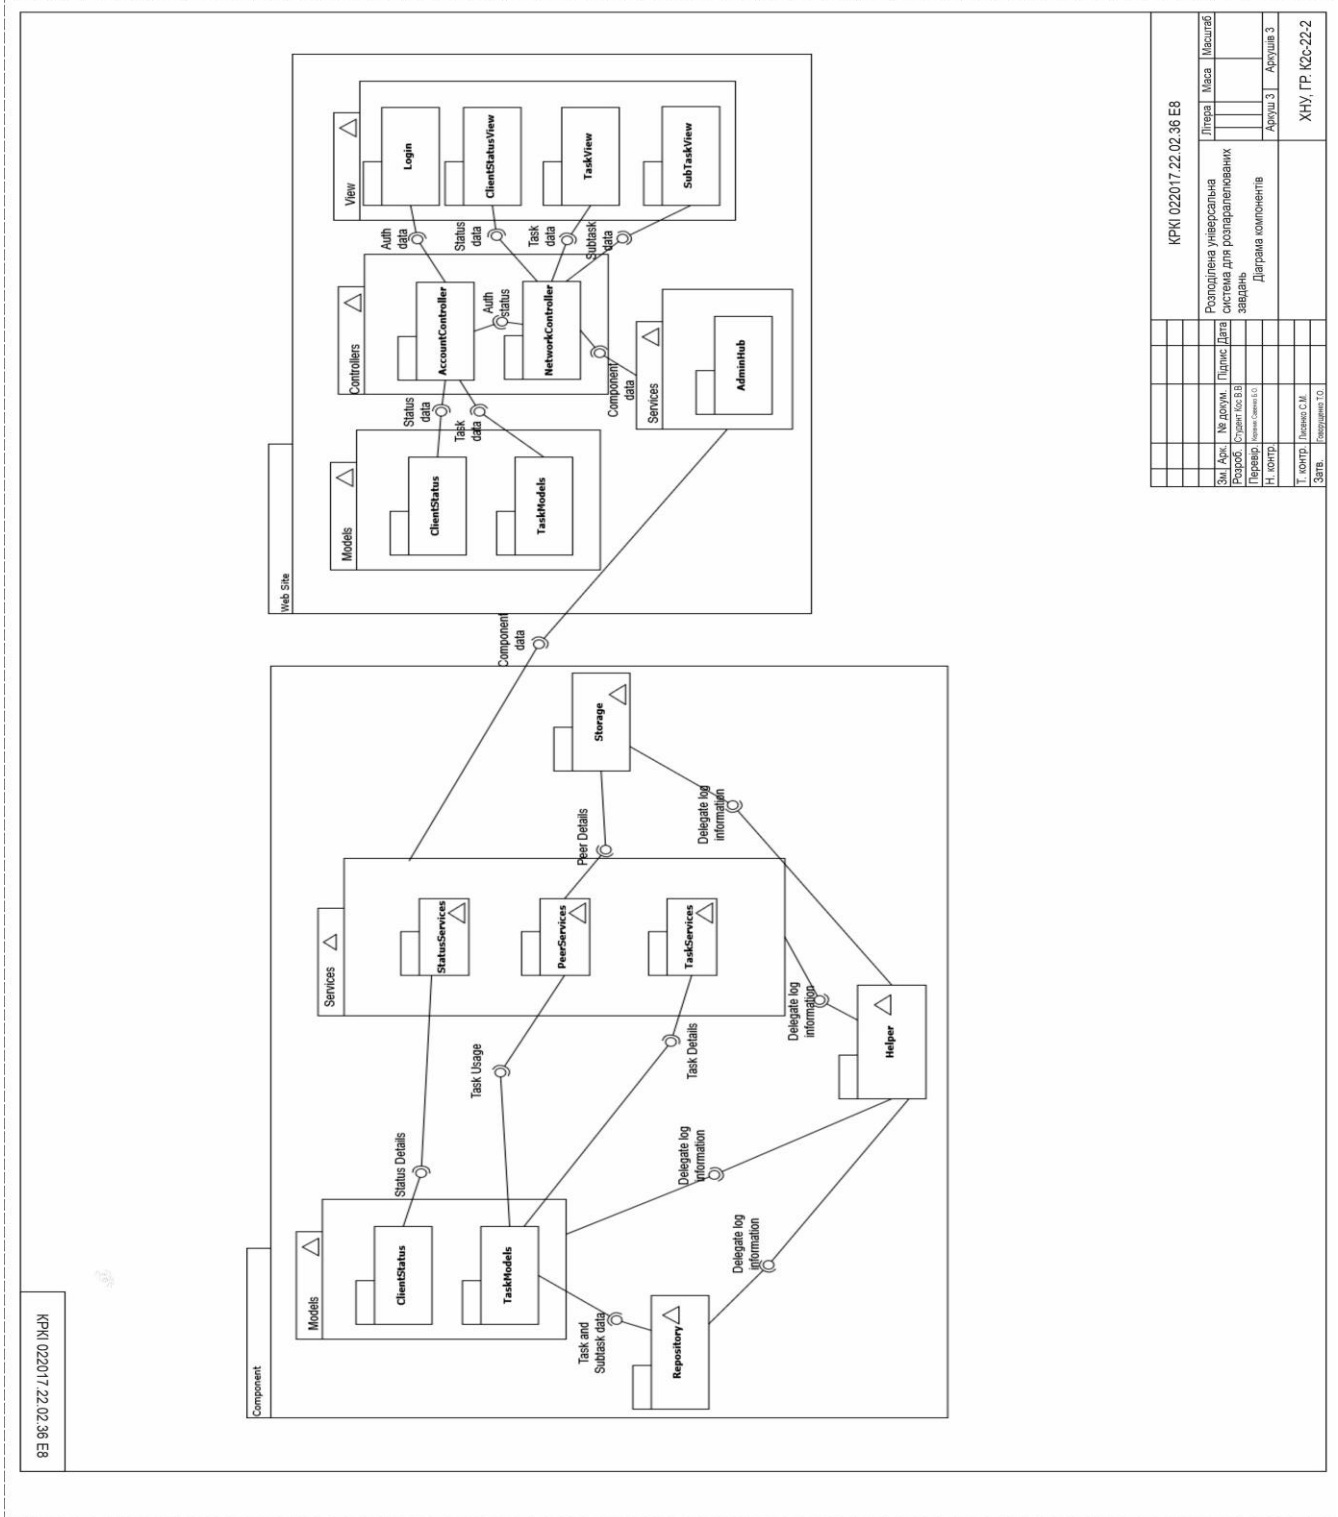 КРКІ 022017.22.02.36 Е8
Component
Models
ClientStatus
TaskModels
Task and
Subtask data
Repository
Status Details
Task Usage
Task Details
Delegate log
information
Delegate log
information
Services
StatusServices
PeerServices
TaskServices
Delegate log
information
Helper
Peer Details
Delegate log
information
Storage
Component
data
Web Site
Models
ClientStatus
TaskModels
Status
data
Task
data
Controllers
AccountController
Auth
status
NetworkController
Component
data
Services
AdminHub
Auth
data
Status
data
Task
data
Subtask
data
View
Login
ClientStatusView
TaskView
SubTaskView
КРКІ 022017.22.02.36 Е8
Зм. Арк. № докум. Підпис Дата
Розроб. Студент Кос В.В
Перевір. Савенко Б.О.
Н. контр.
Т. контр. Лисенко С.М.
Затв. Говорущенко Т.О
Розподілена універсальна
система для розпаралелюваних
завдань
Діаграма компонентів
Літера Маса Масштаб
Аркуш 3 Аркушів 3
ХНУ, ГР. К2с-22-2